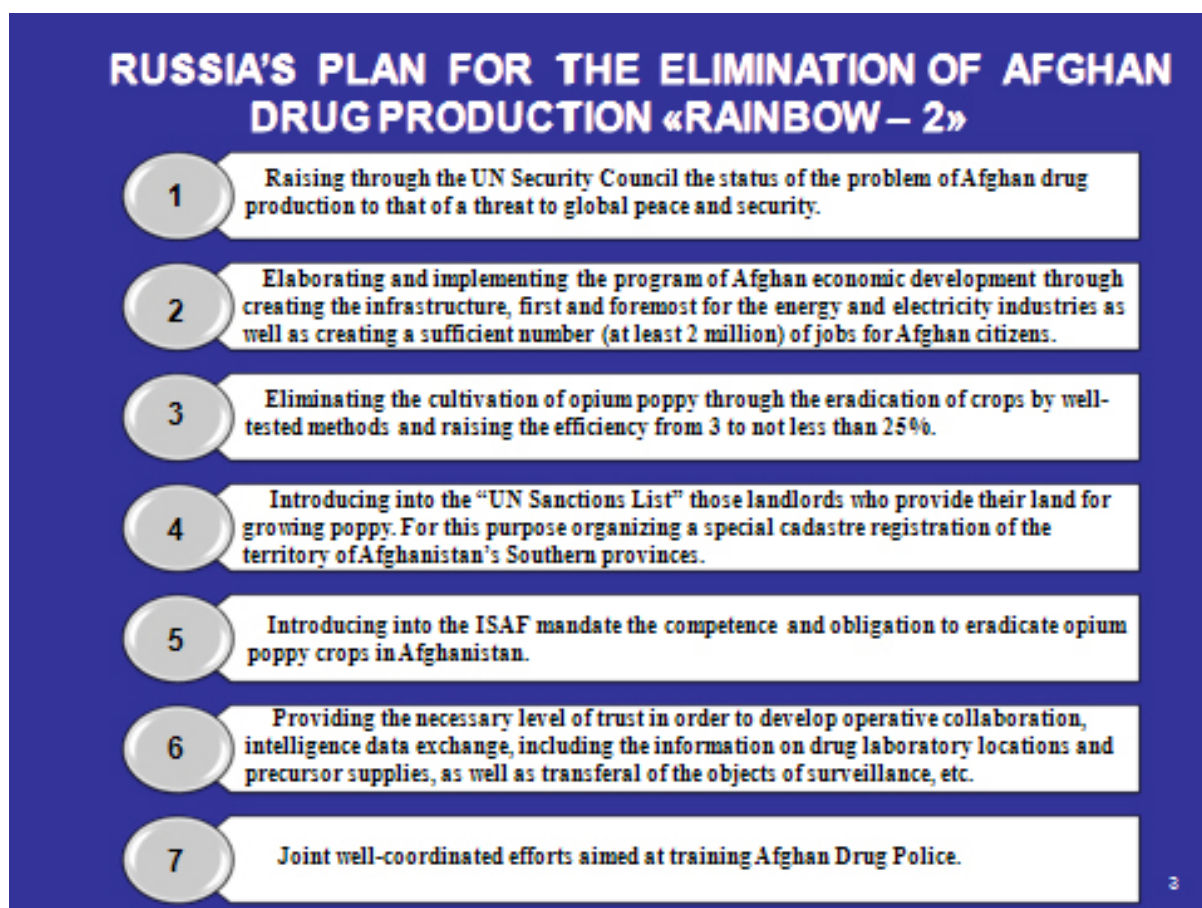 RUSSIA'S PLAN FOR THE ELIMINATION OF AFGHAN
DRUG PRODUCTION «RAINBOW – 2»
1
Raising through the UN Security Council the status of the problem of Afghan drug
production to that of a threat to global peace and security.
2
Elaborating and implementing the program of Afghan economic development through
creating the infrastructure, first and foremost for the energy and electricity industries as
well as creating a sufficient number (at least 2 million) of jobs for Afghan citizens.
3
Eliminating the cultivation of opium poppy through the eradication of crops by well-
tested methods and raising the efficiency from 3 to not less than 25%.
4
Introducing into the “UN Sanctions List” those landlords who provide their land for
growing poppy. For this purpose organizing a special cadastre registration of the
territory of Afghanistan's Southern provinces.
5
Introducing into the ISAF mandate the competence and obligation to eradicate opium
poppy crops in Afghanistan.
6
Providing the necessary level of trust in order to develop operative collaboration,
intelligence data exchange, including the information on drug laboratory locations and
precursor supplies, as well as transferal of the objects of surveillance, etc.
7
Joint well-coordinated efforts aimed at training Afghan Drug Police.